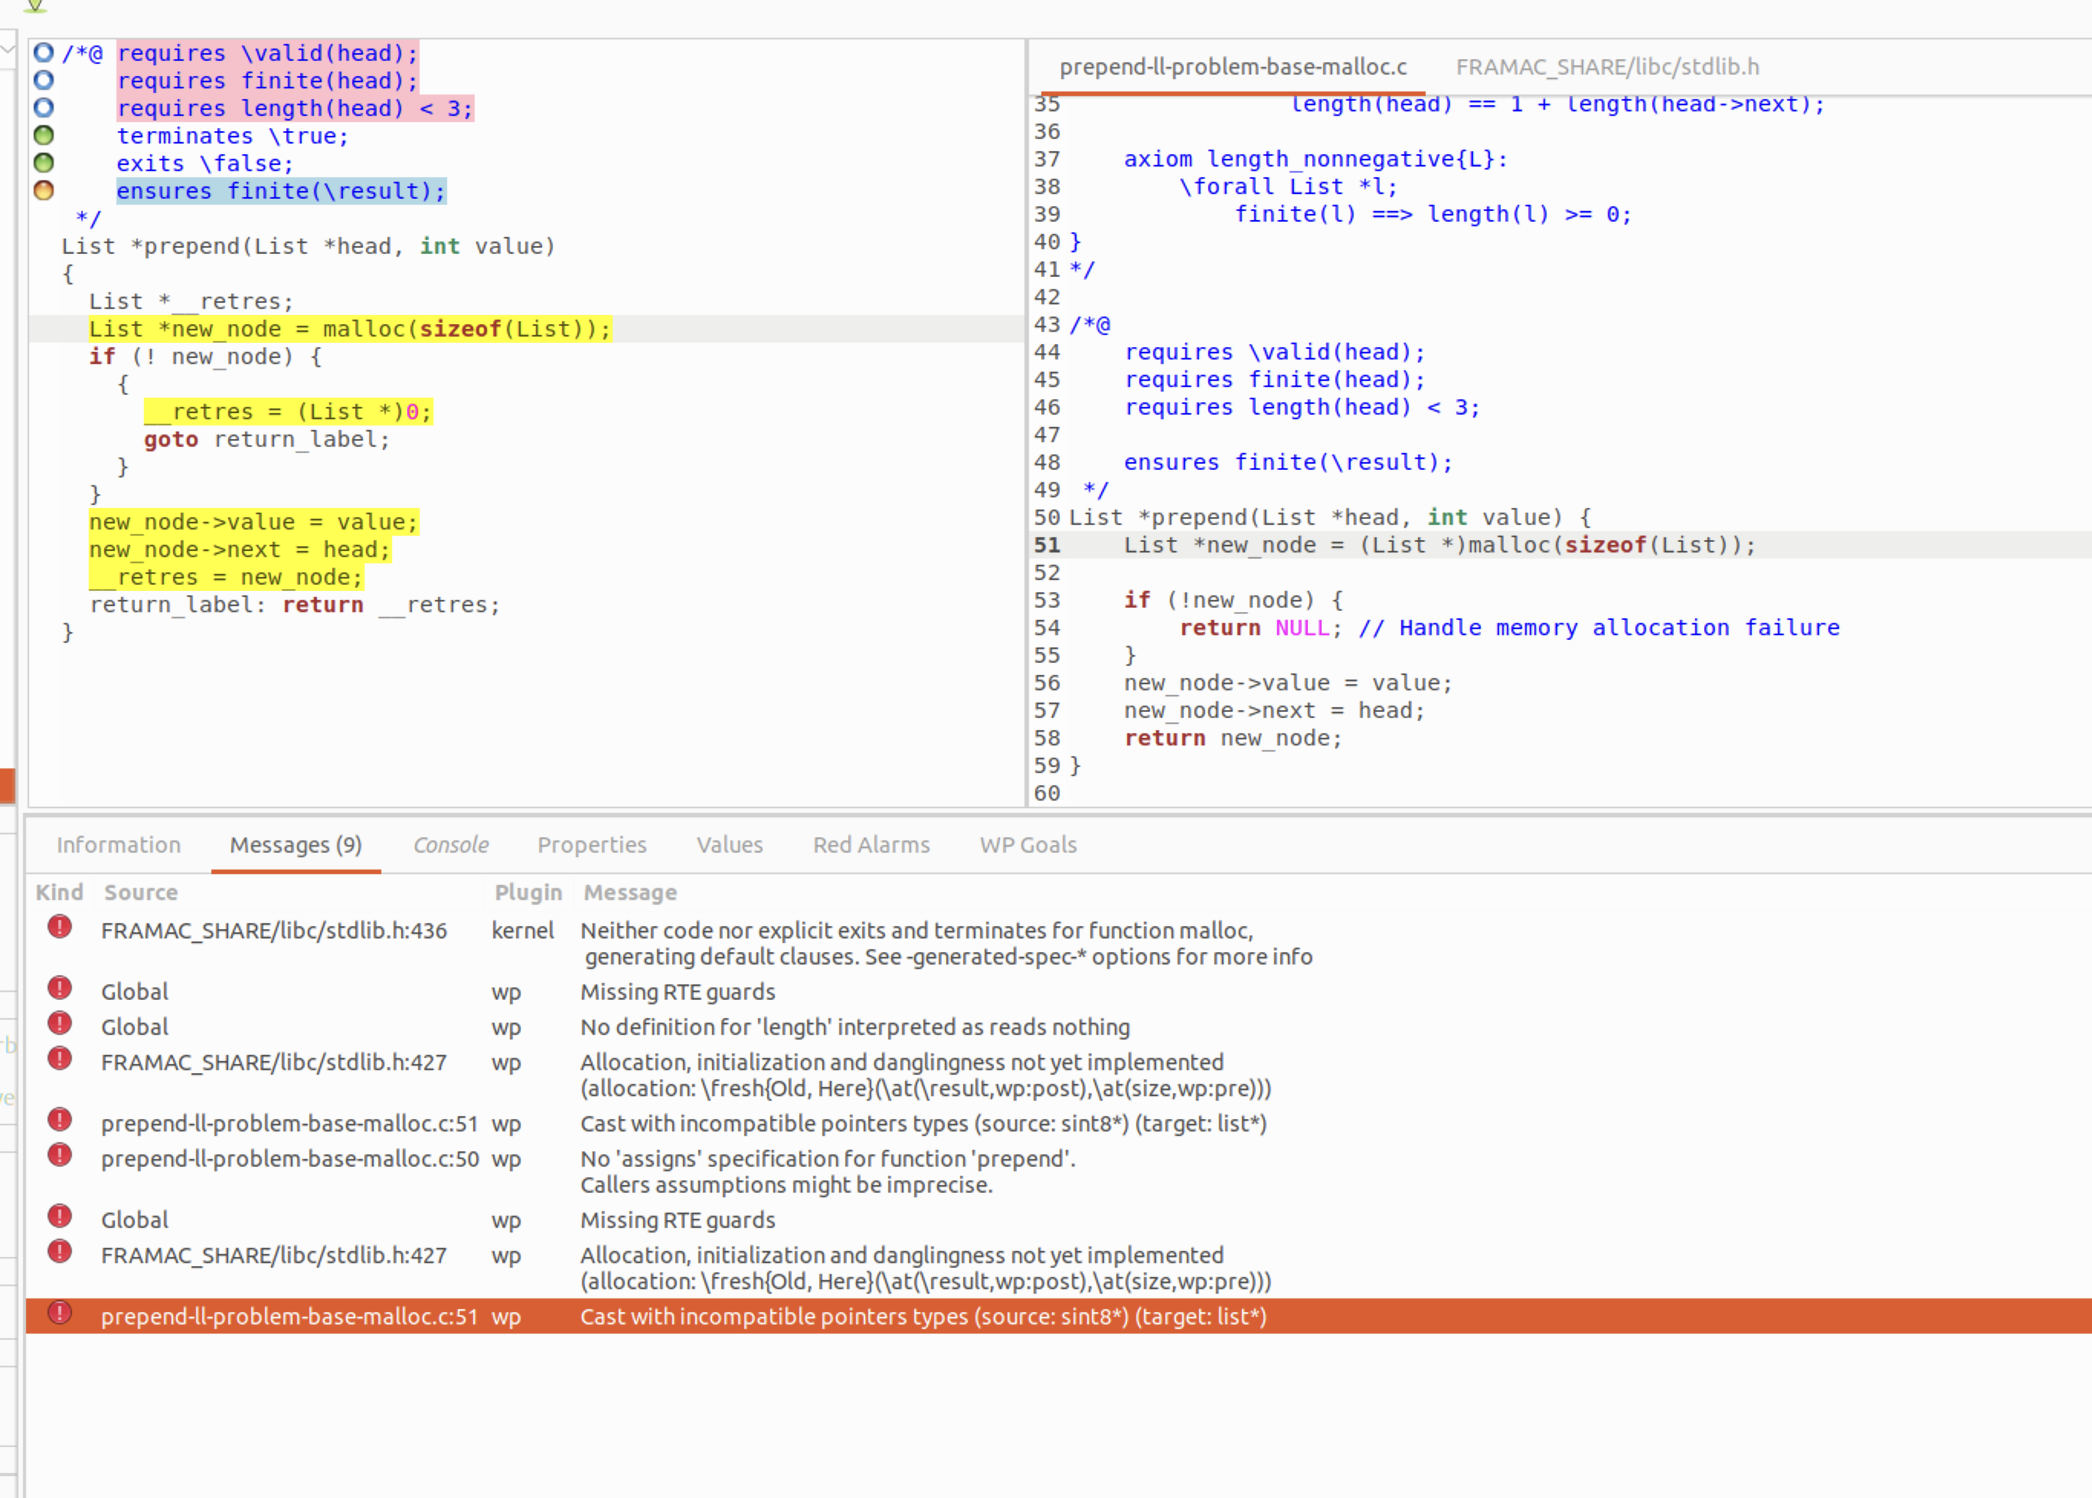 /*@ requires \valid(head);
requires finite(head);
requires length(head) < 3;
terminates \true;
exits \false;
ensures finite(\result);
*/
List *prepend(List *head, int value)
{
List *__retres;
List *new_node = malloc(sizeof(List));
if (! new_node) {
{
__retres = (List *)0;
goto return_label;
}
}
new_node->value = value;
new_node->next = head;
__retres = new_node;
return_label: return __retres;
}
prepend-ll-problem-base-malloc.c FRAMAC_SHARE/libc/stdlib.h
35 length(head) == 1 + length(head->next);
36
37 axiom length_nonnegative{L}:
38 \forall List *l;
39 finite(l) ==> length(l) >= 0;
40 }
41 */
42
43 /*@
44 requires \valid(head);
45 requires finite(head);
46 requires length(head) < 3;
47
48 ensures finite(\result);
49 */
50 List *prepend(List *head, int value) {
51 List *new_node = (List *)malloc(sizeof(List));
52
53 if (!new_node) {
54 return NULL; // Handle memory allocation failure
55 }
56 new_node->value = value;
57 new_node->next = head;
58 return new_node;
59 }
60
Information Messages (9) Console Properties Values Red Alarms WP Goals
Kind Source Plugin Message
FRAMAC_SHARE/libc/stdlib.h:436 kernel Neither code nor explicit exits and terminates for function malloc,
generating default clauses. See -generated-spec-* options for more info
Global wp Missing RTE guards
Global wp No definition for 'length' interpreted as reads nothing
FRAMAC_SHARE/libc/stdlib.h:427 wp Allocation, initialization and danglingness not yet implemented
(allocation: \fresh{Old, Here}(\at(\result,wp:post),\at(size,wp:pre)))
prepend-ll-problem-base-malloc.c:51 wp Cast with incompatible pointers types (source: sint8*) (target: list*)
prepend-ll-problem-base-malloc.c:50 wp No 'assigns' specification for function 'prepend'.
Callers assumptions might be imprecise.
Global wp Missing RTE guards
FRAMAC_SHARE/libc/stdlib.h:427 wp Allocation, initialization and danglingness not yet implemented
(allocation: \fresh{Old, Here}(\at(\result,wp:post),\at(size,wp:pre)))
prepend-ll-problem-base-malloc.c:51 wp Cast with incompatible pointers types (source: sint8*) (target: list*)